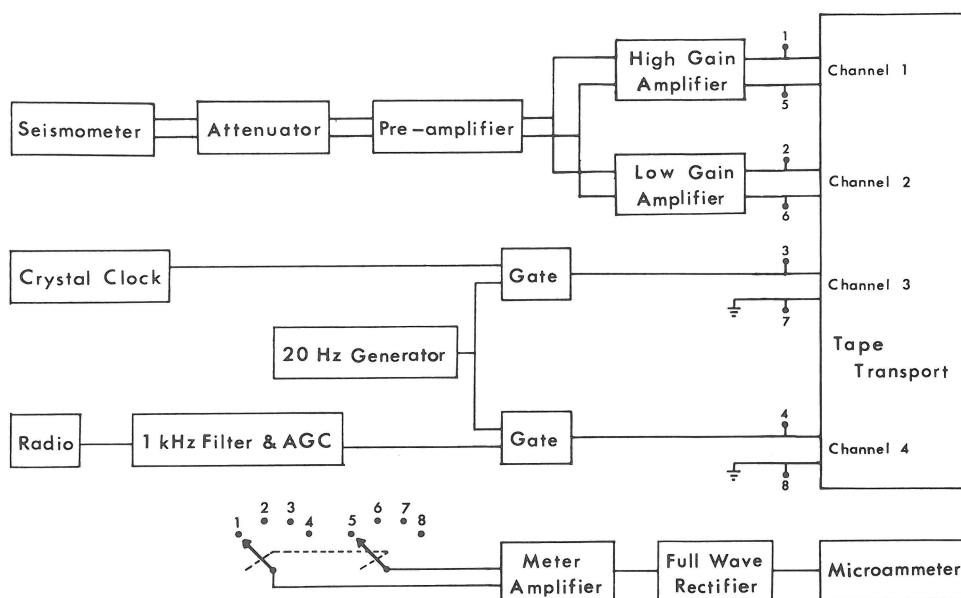 1
High Gain
Amplifier
Channel 1
5
Seismometer
Attenuator
Pre-amplifier
2
Low Gain
Amplifier
Channel 2
6
3
Crystal Clock
Gate
Channel 3
7
20 Hz Generator
Tape
Transport
4
Radio
1 kHz Filter & AGC
Gate
Channel 4
8
1 2 3 4 5 6 7 8
Meter
Amplifier
Full Wave
Rectifier
Microammeter